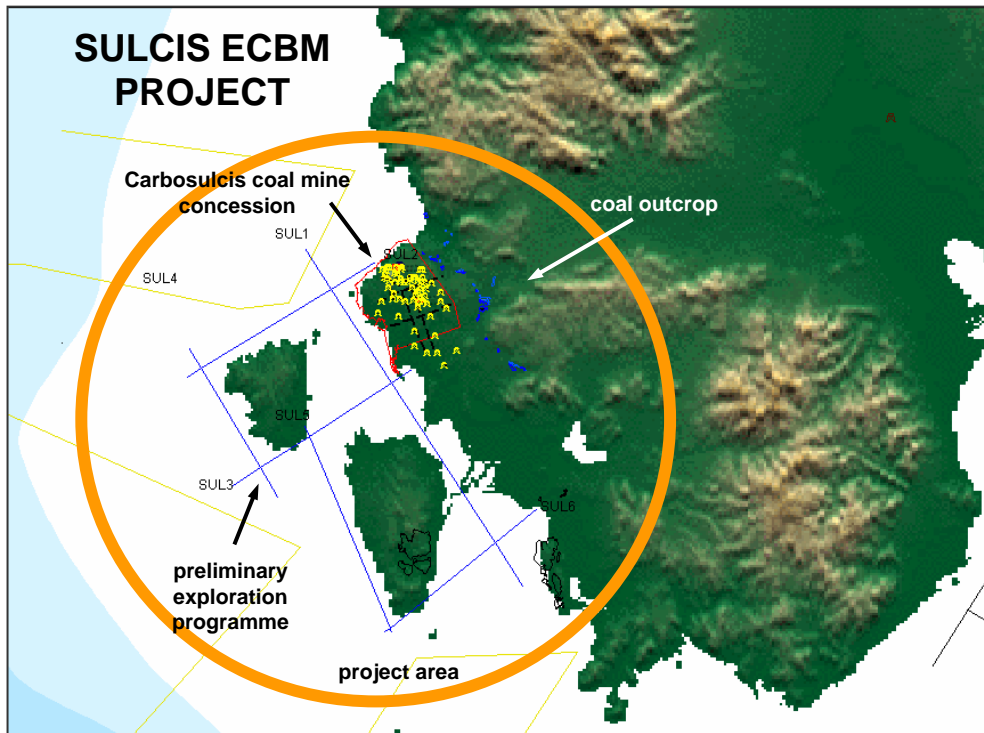 SULCIS ECBM
PROJECT
Carbosulcis coal mine
concession
coal outcrop
SUL1
SUL2
SUL4
SUL5
SUL3
SUL6
preliminary
exploration
programme
project area